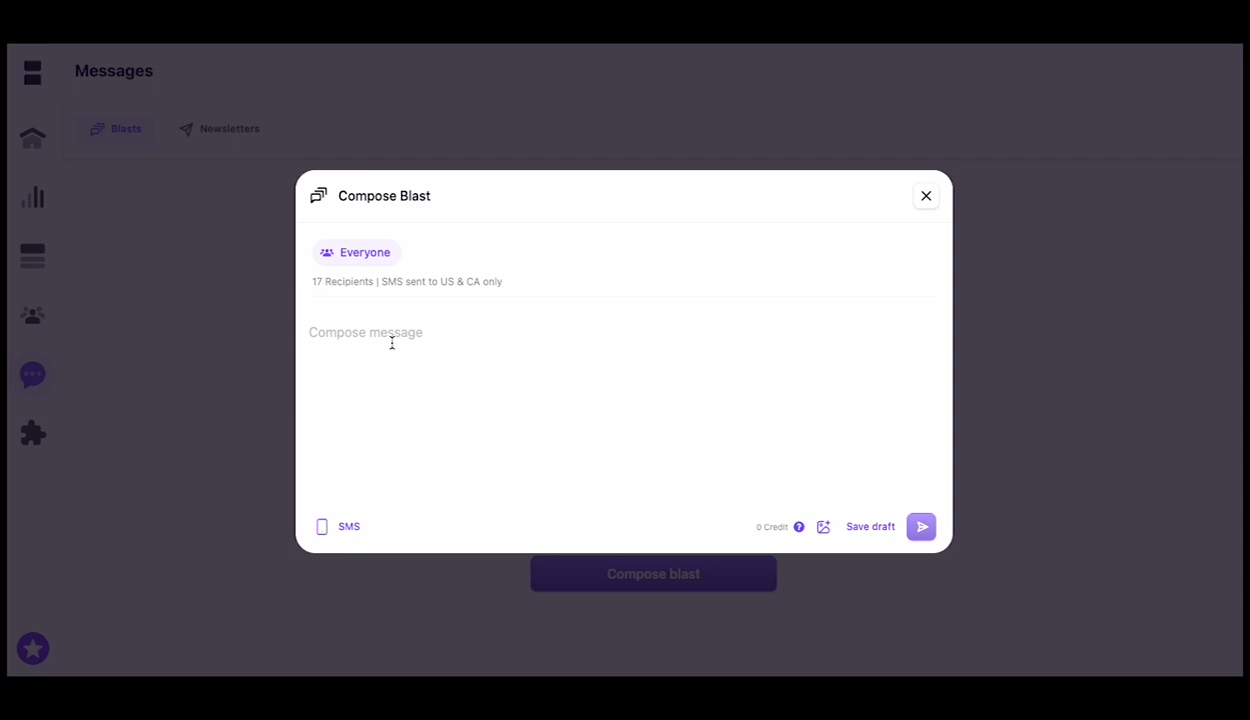 Messages
Blasts
Newsletters
Compose Blast
Everyone
17 Recipients | SMS sent to US & CA only
Compose message
SMS
0 Credit ?
Save draft
Compose blast